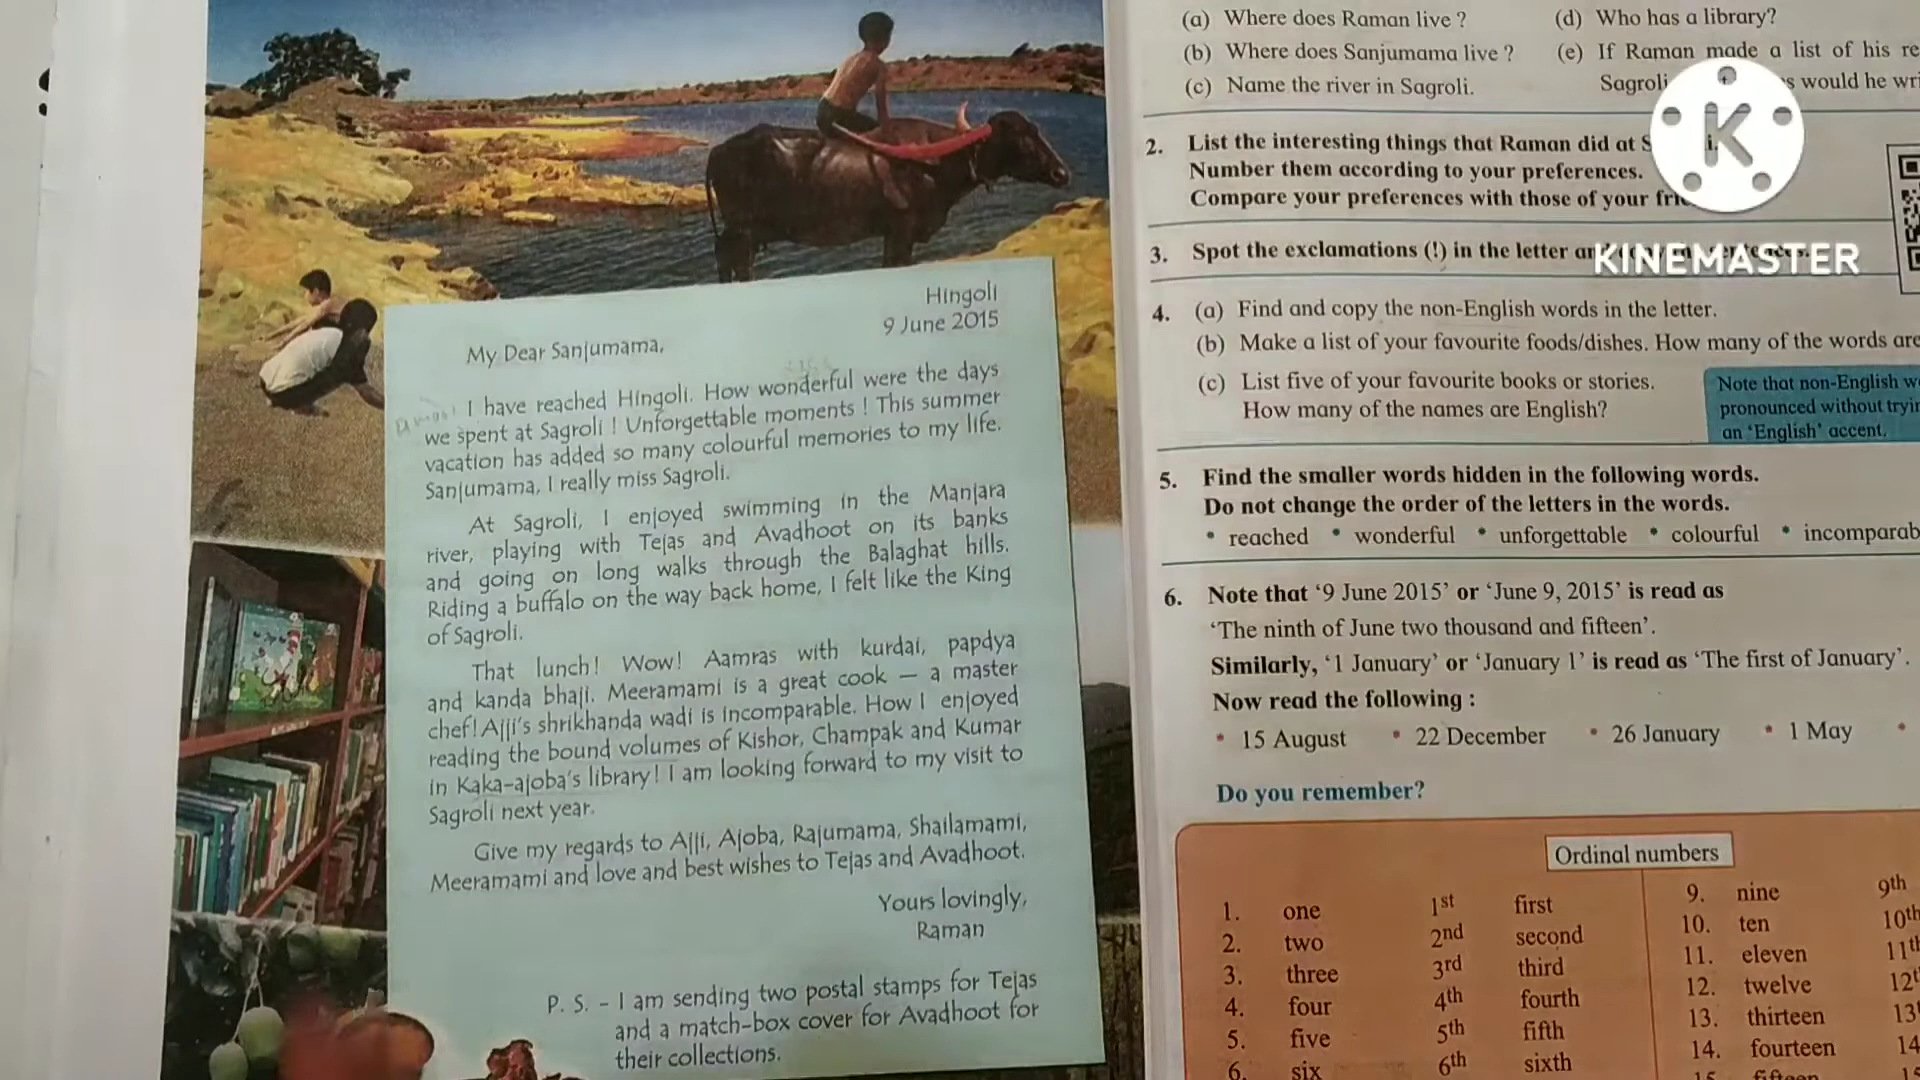 Hingoli
9 June 2015
My Dear Sanjumama,
I have reached Hingoli. How wonderful were the days
we spent at Sagroli ! Unforgettable moments ! This summer
vacation has added so many colourful memories to my life.
Sanjumama, I really miss Sagroli.
At Sagroli, I enjoyed swimming in the Manjara
river, playing with Tejas and Avadhoot on its banks
and going on long walks through the Balaghat hills.
Riding a buffalo on the way back home, I felt like the King
of Sagroli.
That lunch! Wow! Aamras with kurdai, papdya
and kanda bhaji. Meeramami is a great cook – a master
chef! Ajji's shrikhanda wadi is incomparable. How I enjoyed
reading the bound volumes of Kishor, Champak and Kumar
in Kaka-ajoba's library! I am looking forward to my visit to
Sagroli next year.
Give my regards to Ajji, Ajoba, Rajumama, Shailamami,
Meeramami and love and best wishes to Tejas and Avadhoot.
Yours lovingly,
Raman
P. S. - I am sending two postal stamps for Tejas
and a match-box cover for Avadhoot for
their collections.
(a) Where does Raman live ?
(b) Where does Sanjumama live ?
(c) Name the river in Sagroli.
(d) Who has a library?
(e) If Raman made a list of his
would he
2. List the interesting things that Raman did at
Number them according to your preferences.
Compare your preferences with those of your
3. Spot the exclamations (!) in the letter
KINEMASTER
4. (a) Find and copy the non-English words in the letter.
(b) Make a list of your favourite foods/dishes. How many of the words are
(c) List five of your favourite books or stories.
How many of the names are English?
Note that non-English
pronounced without
an 'English' accent.
5. Find the smaller words hidden in the following words.
Do not change the order of the letters in the words.
• reached • wonderful • unforgettable • colourful • incomparab
6. Note that '9 June 2015' or 'June 9, 2015' is read as
'The ninth of June two thousand and fifteen'.
Similarly, '1 January' or 'January 1' is read as 'The first of January'.
Now read the following :
• 15 August • 22 December • 26 January • 1 May •
Do you remember?
Ordinal numbers
1. one 1st first
2. two 2nd second
3. three 3rd third
4. four 4th fourth
5. five 5th fifth
6. six 6th sixth
9. nine 9th
10. ten 10th
11. eleven 11th
12. twelve
13. thirteen
14. fourteen
15. fifteen